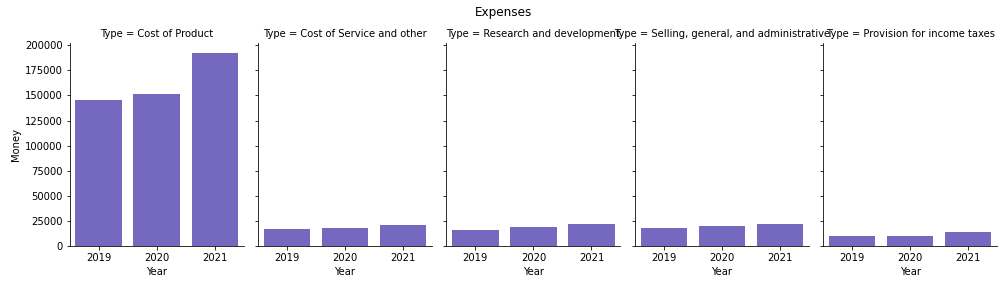 Expenses
Type = Cost of Product
Type = Cost of Service and other
Type = Research and development
Type = Selling, general, and administrative
Type = Provision for income taxes
Money
200000
175000
150000
125000
100000
75000
50000
25000
0
2019 2020 2021
Year
2019 2020 2021
Year
2019 2020 2021
Year
2019 2020 2021
Year
2019 2020 2021
Year